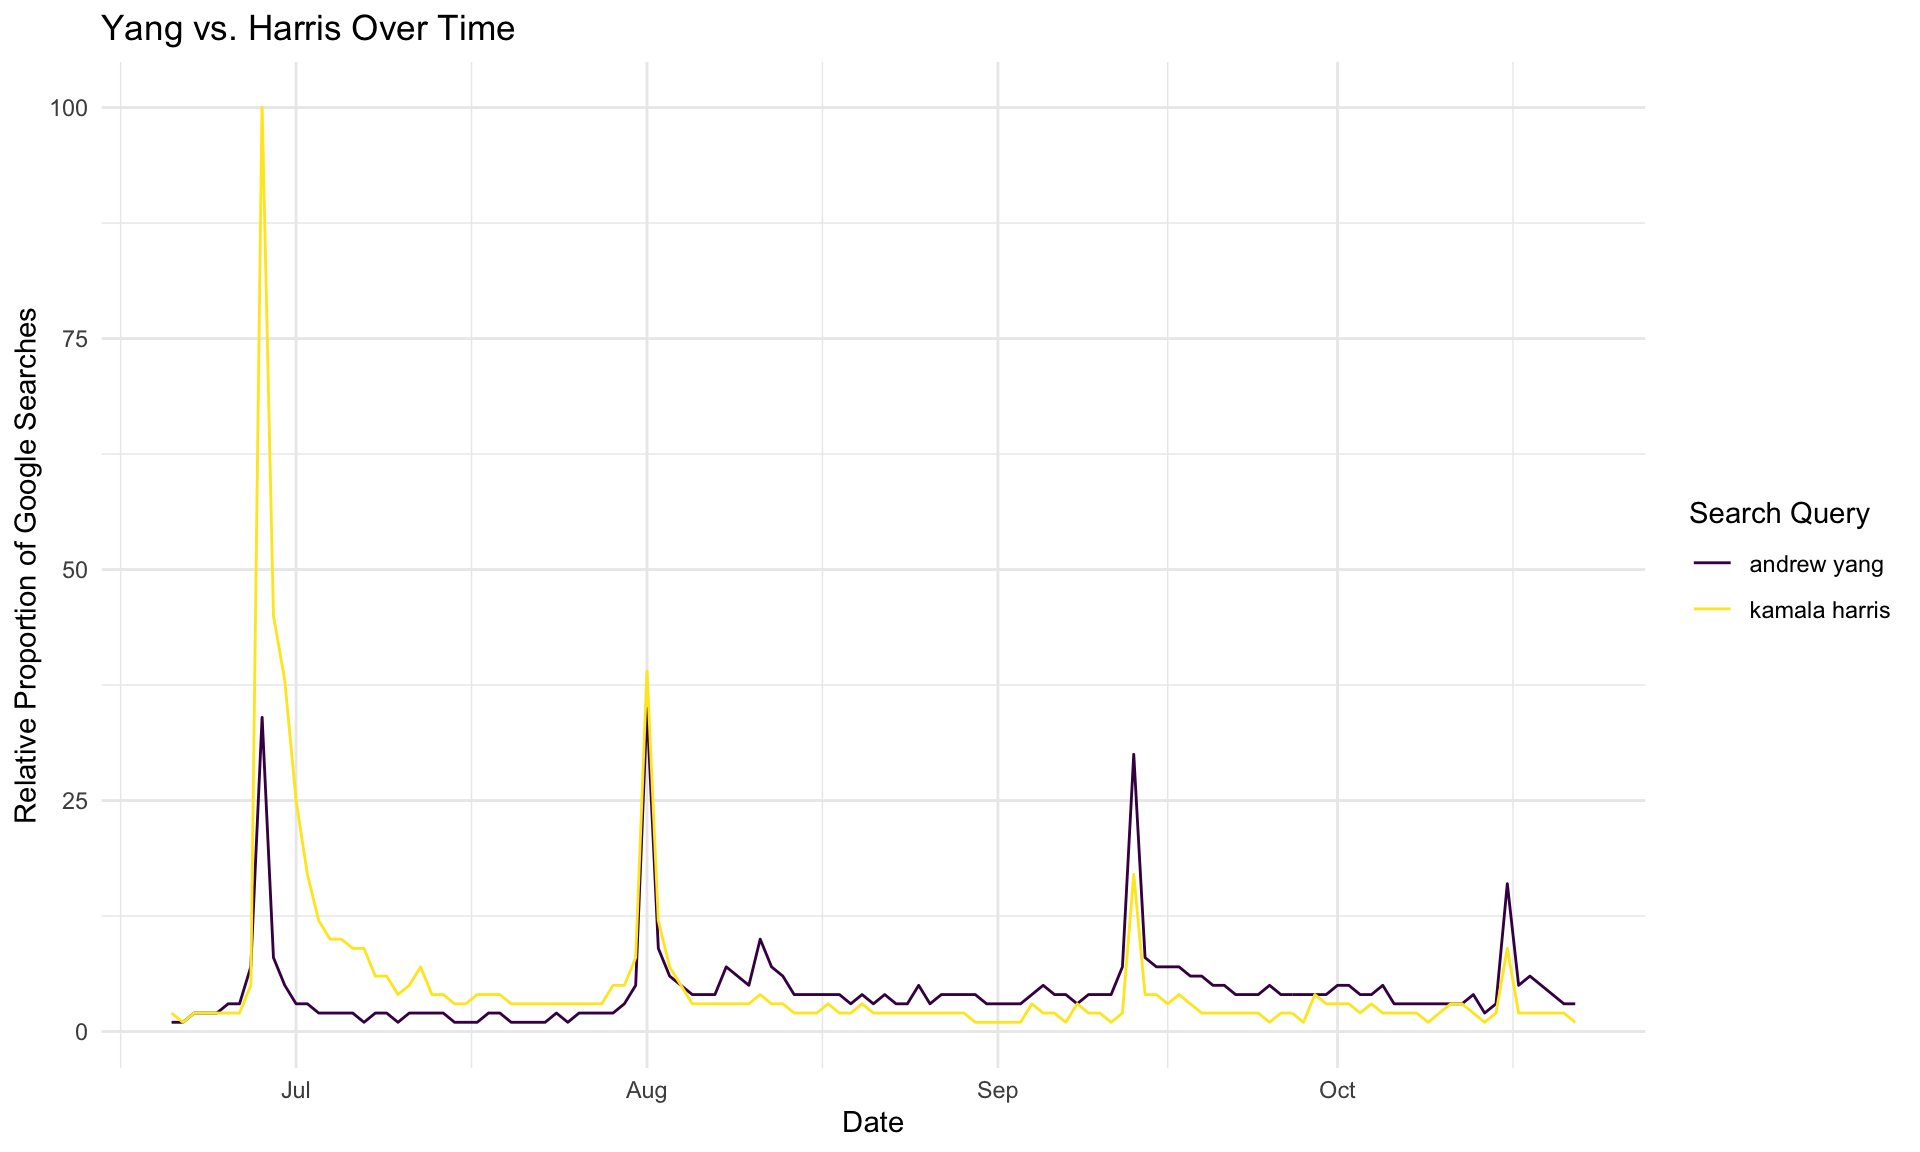 Yang vs. Harris Over Time
Relative Proportion of Google Searches
100
75
50
25
0
Jul Aug Sep Oct
Date
Search Query
andrew yang
kamala harris